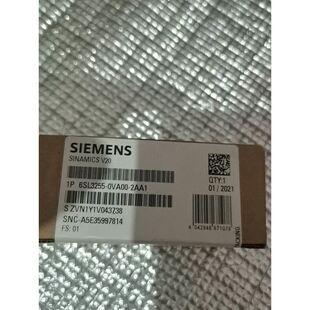 SIEMENS
SINAMICS V20
1P 6SL3255-0VA00-2AA1
S ZVN1Y1V043738
SNC-A5E35997814
FS: 01
QTY:1
01 / 2021